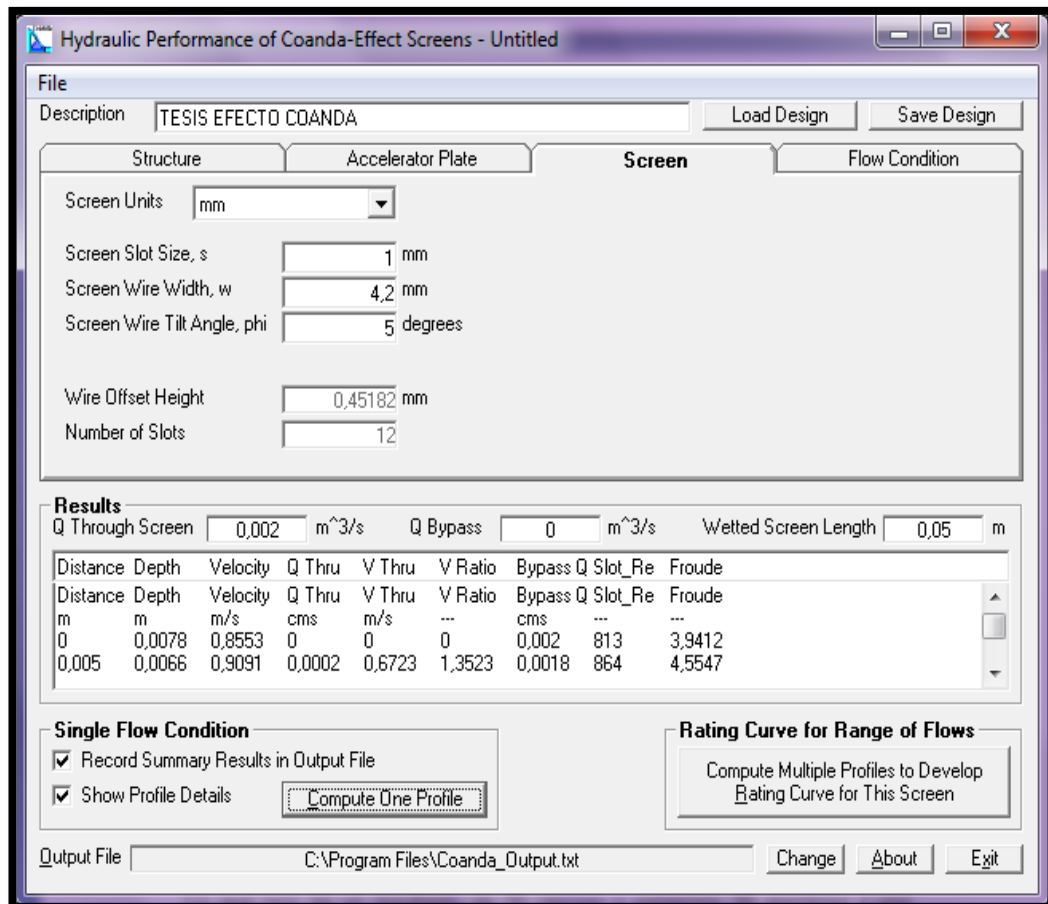 Hydraulic Performance of Coanda-Effect Screens - Untitled
File
Description TESIS EFECTO COANDA Load Design Save Design
Structure Accelerator Plate Screen Flow Condition
Screen Units mm
Screen Slot Size, s 1 mm
Screen Wire Width, w 4,2 mm
Screen Wire Tilt Angle, phi 5 degrees
Wire Offset Height 0,45182 mm
Number of Slots 12
Results
Q Through Screen 0,002 m^3/s Q Bypass 0 m^3/s Wetted Screen Length 0,05 m
Distance Depth Velocity Q Thru V Thru V Ratio Bypass Q Slot_Re Froude
Distance Depth Velocity Q Thru V Thru V Ratio Bypass Q Slot_Re Froude
m m m/s cms m/s --- cms --- ---
0 0,0078 0,8553 0 0 0 0,002 813 3,9412
0,005 0,0066 0,9091 0,0002 0,6723 1,3523 0,0018 864 4,5547
Single Flow Condition Rating Curve for Range of Flows
Record Summary Results in Output File
Show Profile Details Compute One Profile
Compute Multiple Profiles to Develop
Rating Curve for This Screen
Output File C:\Program Files\Coanda_Output.txt Change About Exit